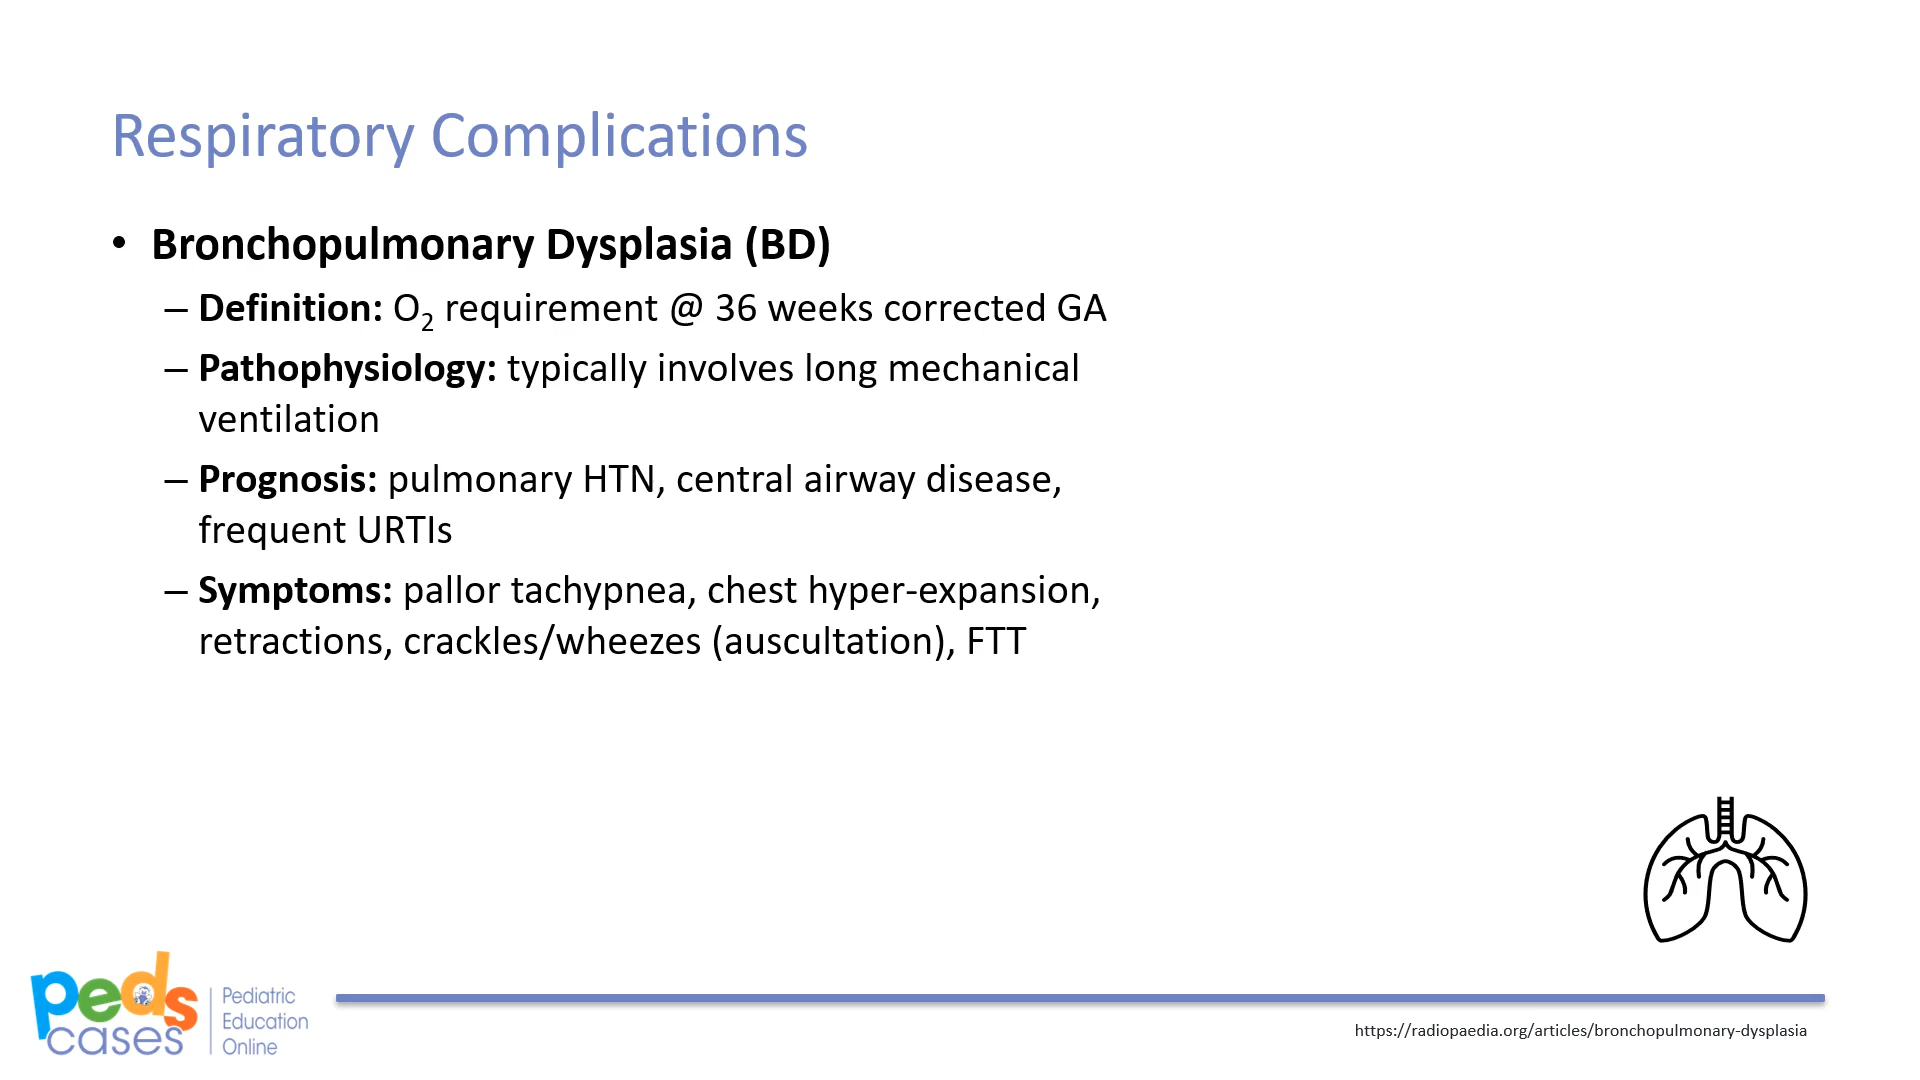 Respiratory Complications
• Bronchopulmonary Dysplasia (BD)
– Definition: O₂ requirement @ 36 weeks corrected GA
– Pathophysiology: typically involves long mechanical
ventilation
– Prognosis: pulmonary HTN, central airway disease,
frequent URTIs
– Symptoms: pallor tachypnea, chest hyper-expansion,
retractions, crackles/wheezes (auscultation), FTT
peds
cases
Pediatric
Education
Online
https://radiopaedia.org/articles/bronchopulmonary-dysplasia